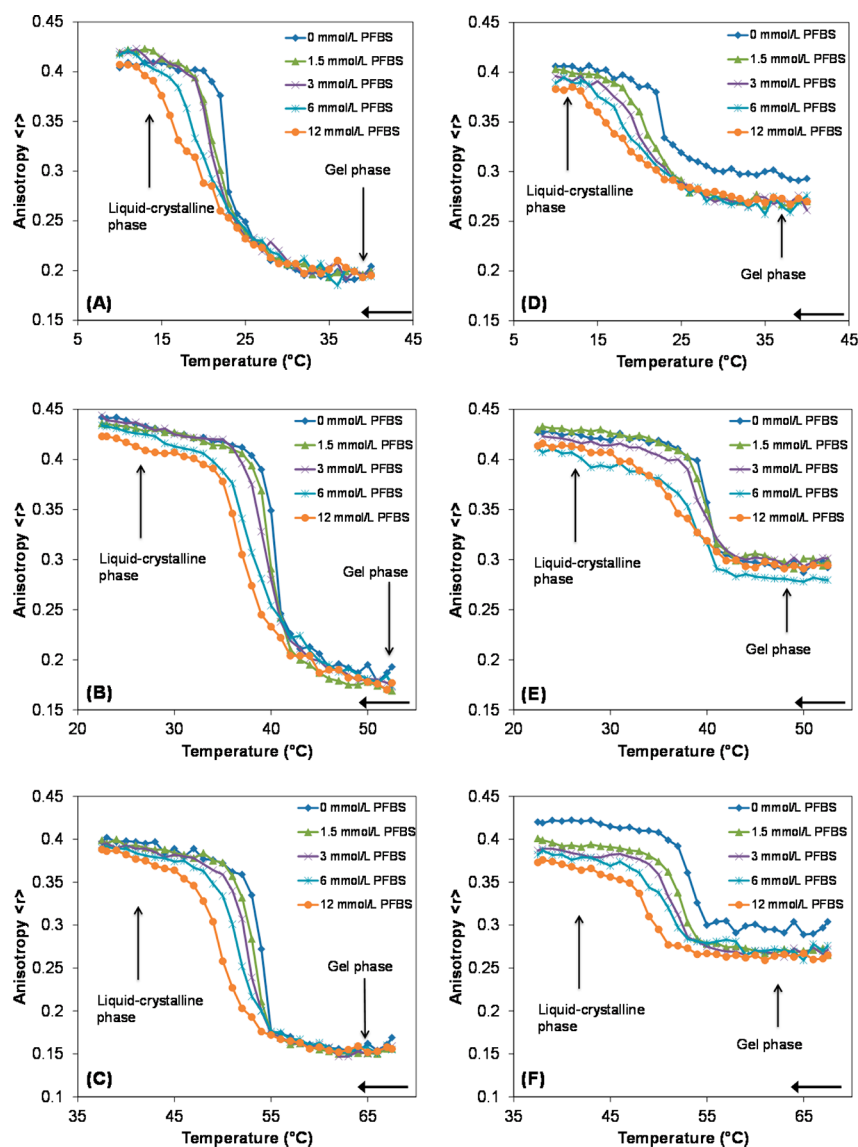 0.45
0.4
0.35
0.3
0.25
0.2
0.15
Anisotropy <r>
0 mmol/L PFBS
1.5 mmol/L PFBS
3 mmol/L PFBS
6 mmol/L PFBS
12 mmol/L PFBS
Gel phase
Liquid-crystalline
phase
(A)
5 15 25 35 45
Temperature (°C)
0.45
0.4
0.35
0.3
0.25
0.2
0.15
Anisotropy <r>
0 mmol/L PFBS
1.5 mmol/L PFBS
3 mmol/L PFBS
6 mmol/L PFBS
12 mmol/L PFBS
Liquid-crystalline
phase
Gel phase
(D)
5 15 25 35 45
Temperature (°C)
0.45
0.4
0.35
0.3
0.25
0.2
0.15
Anisotropy <r>
0 mmol/L PFBS
1.5 mmol/L PFBS
3 mmol/L PFBS
6 mmol/L PFBS
12 mmol/L PFBS
Liquid-crystalline
phase
Gel phase
(B)
20 30 40 50
Temperature (°C)
0.45
0.4
0.35
0.3
0.25
0.2
0.15
Anisotropy <r>
0 mmol/L PFBS
1.5 mmol/L PFBS
3 mmol/L PFBS
6 mmol/L PFBS
12 mmol/L PFBS
Liquid-crystalline
phase
Gel phase
(E)
20 30 40 50
Temperature (°C)
0.45
0.4
0.35
0.3
0.25
0.2
0.15
0.1
Anisotropy <r>
0 mmol/L PFBS
1.5 mmol/L PFBS
3 mmol/L PFBS
6 mmol/L PFBS
12 mmol/L PFBS
Liquid-crystalline
phase
Gel phase
(C)
35 45 55 65
Temperature (°C)
0.45
0.4
0.35
0.3
0.25
0.2
0.15
0.1
Anisotropy <r>
0 mmol/L PFBS
1.5 mmol/L PFBS
3 mmol/L PFBS
6 mmol/L PFBS
12 mmol/L PFBS
Liquid-crystalline
phase
Gel phase
(F)
35 45 55 65
Temperature (°C)